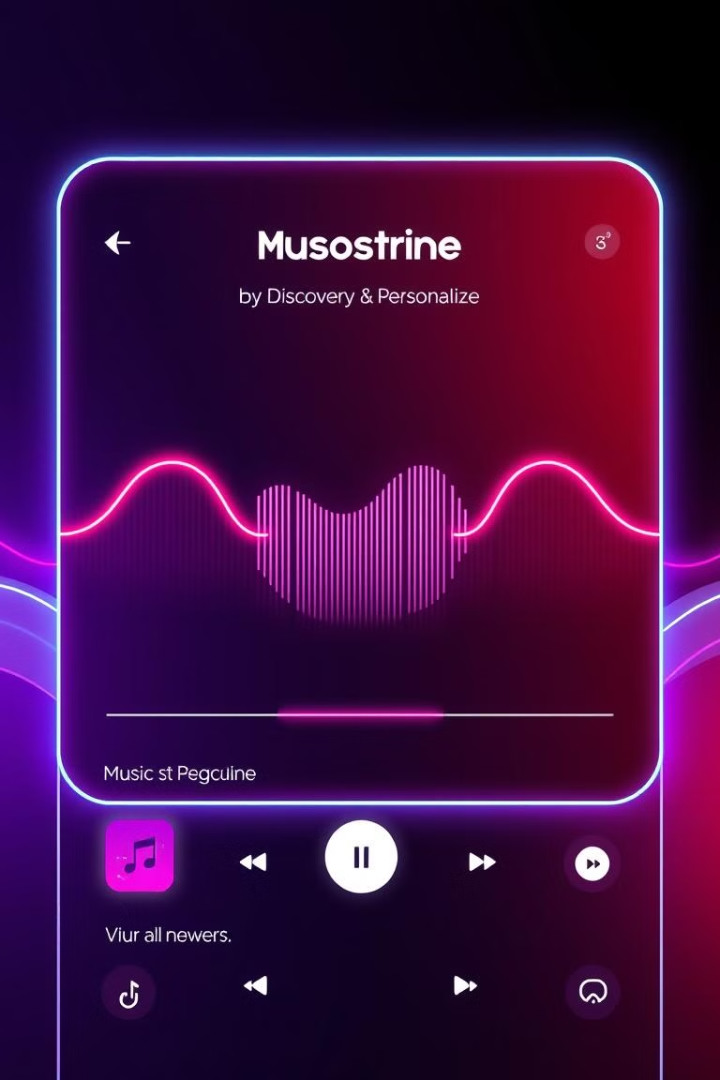 Musostrine
by Discovery & Personalize
Music st Pegcuine
Viur all newers.